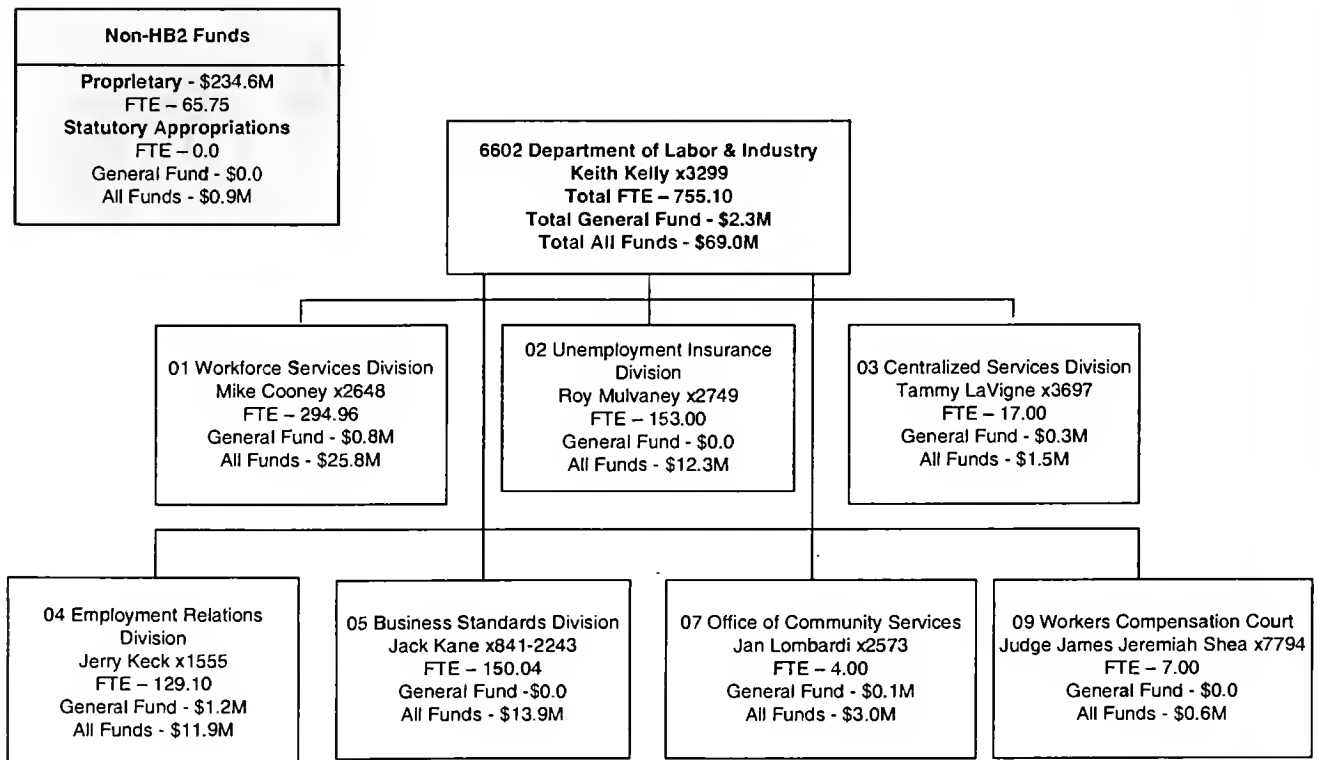 Non-HB2 Funds
Proprietary - $234.6M
FTE – 65.75
Statutory Appropriations
FTE – 0.0
General Fund - $0.0
All Funds - $0.9M
6602 Department of Labor & Industry
Keith Kelly x3299
Total FTE – 755.10
Total General Fund - $2.3M
Total All Funds - $69.0M
01 Workforce Services Division
Mike Cooney x2648
FTE – 294.96
General Fund - $0.8M
All Funds - $25.8M
02 Unemployment Insurance
Division
Roy Mulvaney x2749
FTE – 153.00
General Fund - $0.0
All Funds - $12.3M
03 Centralized Services Division
Tammy LaVigne x3697
FTE – 17.00
General Fund - $0.3M
All Funds - $1.5M
04 Employment Relations
Division
Jerry Keck x1555
FTE – 129.10
General Fund - $1.2M
All Funds - $11.9M
05 Business Standards Division
Jack Kane x841-2243
FTE – 150.04
General Fund -$0.0
All Funds - $13.9M
07 Office of Community Services
Jan Lombardi x2573
FTE – 4.00
General Fund - $0.1M
All Funds - $3.0M
09 Workers Compensation Court
Judge James Jeremiah Shea x7794
FTE – 7.00
General Fund - $0.0
All Funds - $0.6M